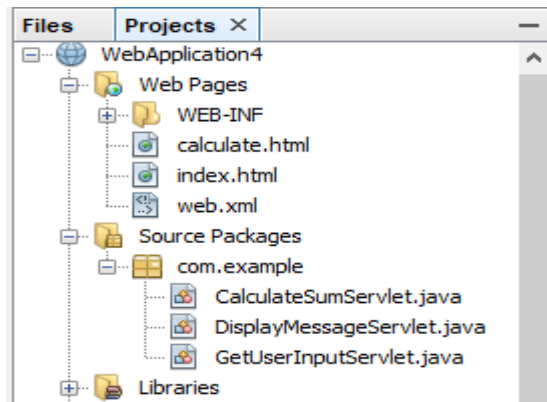 Files Projects ×
WebApplication4
Web Pages
WEB-INF
calculate.html
index.html
web.xml
Source Packages
com.example
CalculateSumServlet.java
DisplayMessageServlet.java
GetUserInputServlet.java
Libraries